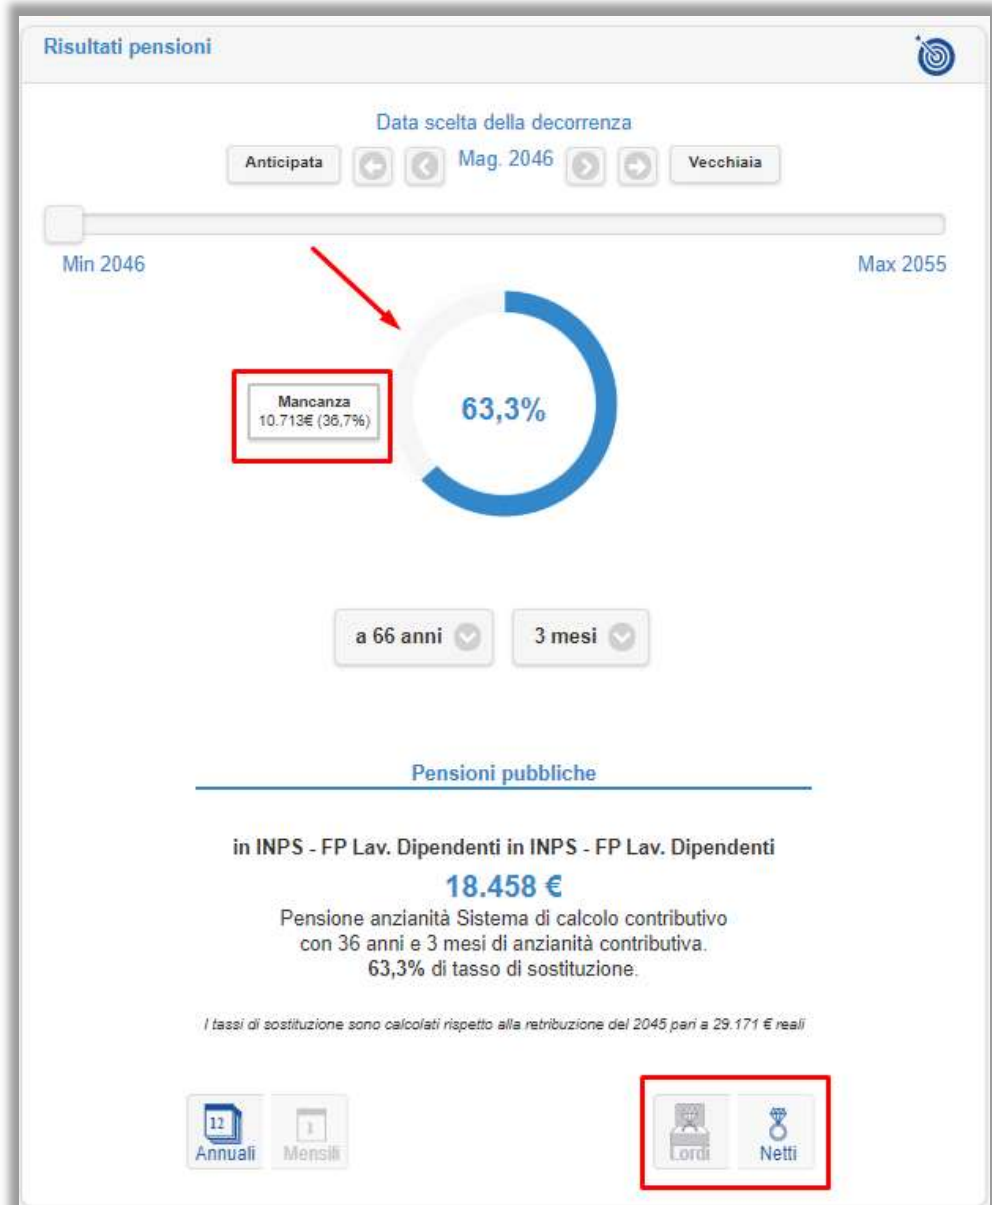 Risultati pensioni
Data scelta della decorrenza
Anticipata Mag. 2046 Vecchiaia
Min 2046 Max 2055
Mancanza
10.713€ (36,7%)
63,3%
a 66 anni 3 mesi
Pensioni pubbliche
in INPS - FP Lav. Dipendenti in INPS - FP Lav. Dipendenti
18.458 €
Pensione anzianità Sistema di calcolo contributivo
con 36 anni e 3 mesi di anzianità contributiva.
63,3% di tasso di sostituzione.
I tassi di sostituzione sono calcolati rispetto alla retribuzione del 2045 pari a 29.171 € reali
12 1
Annuali Mensili Lordi Netti